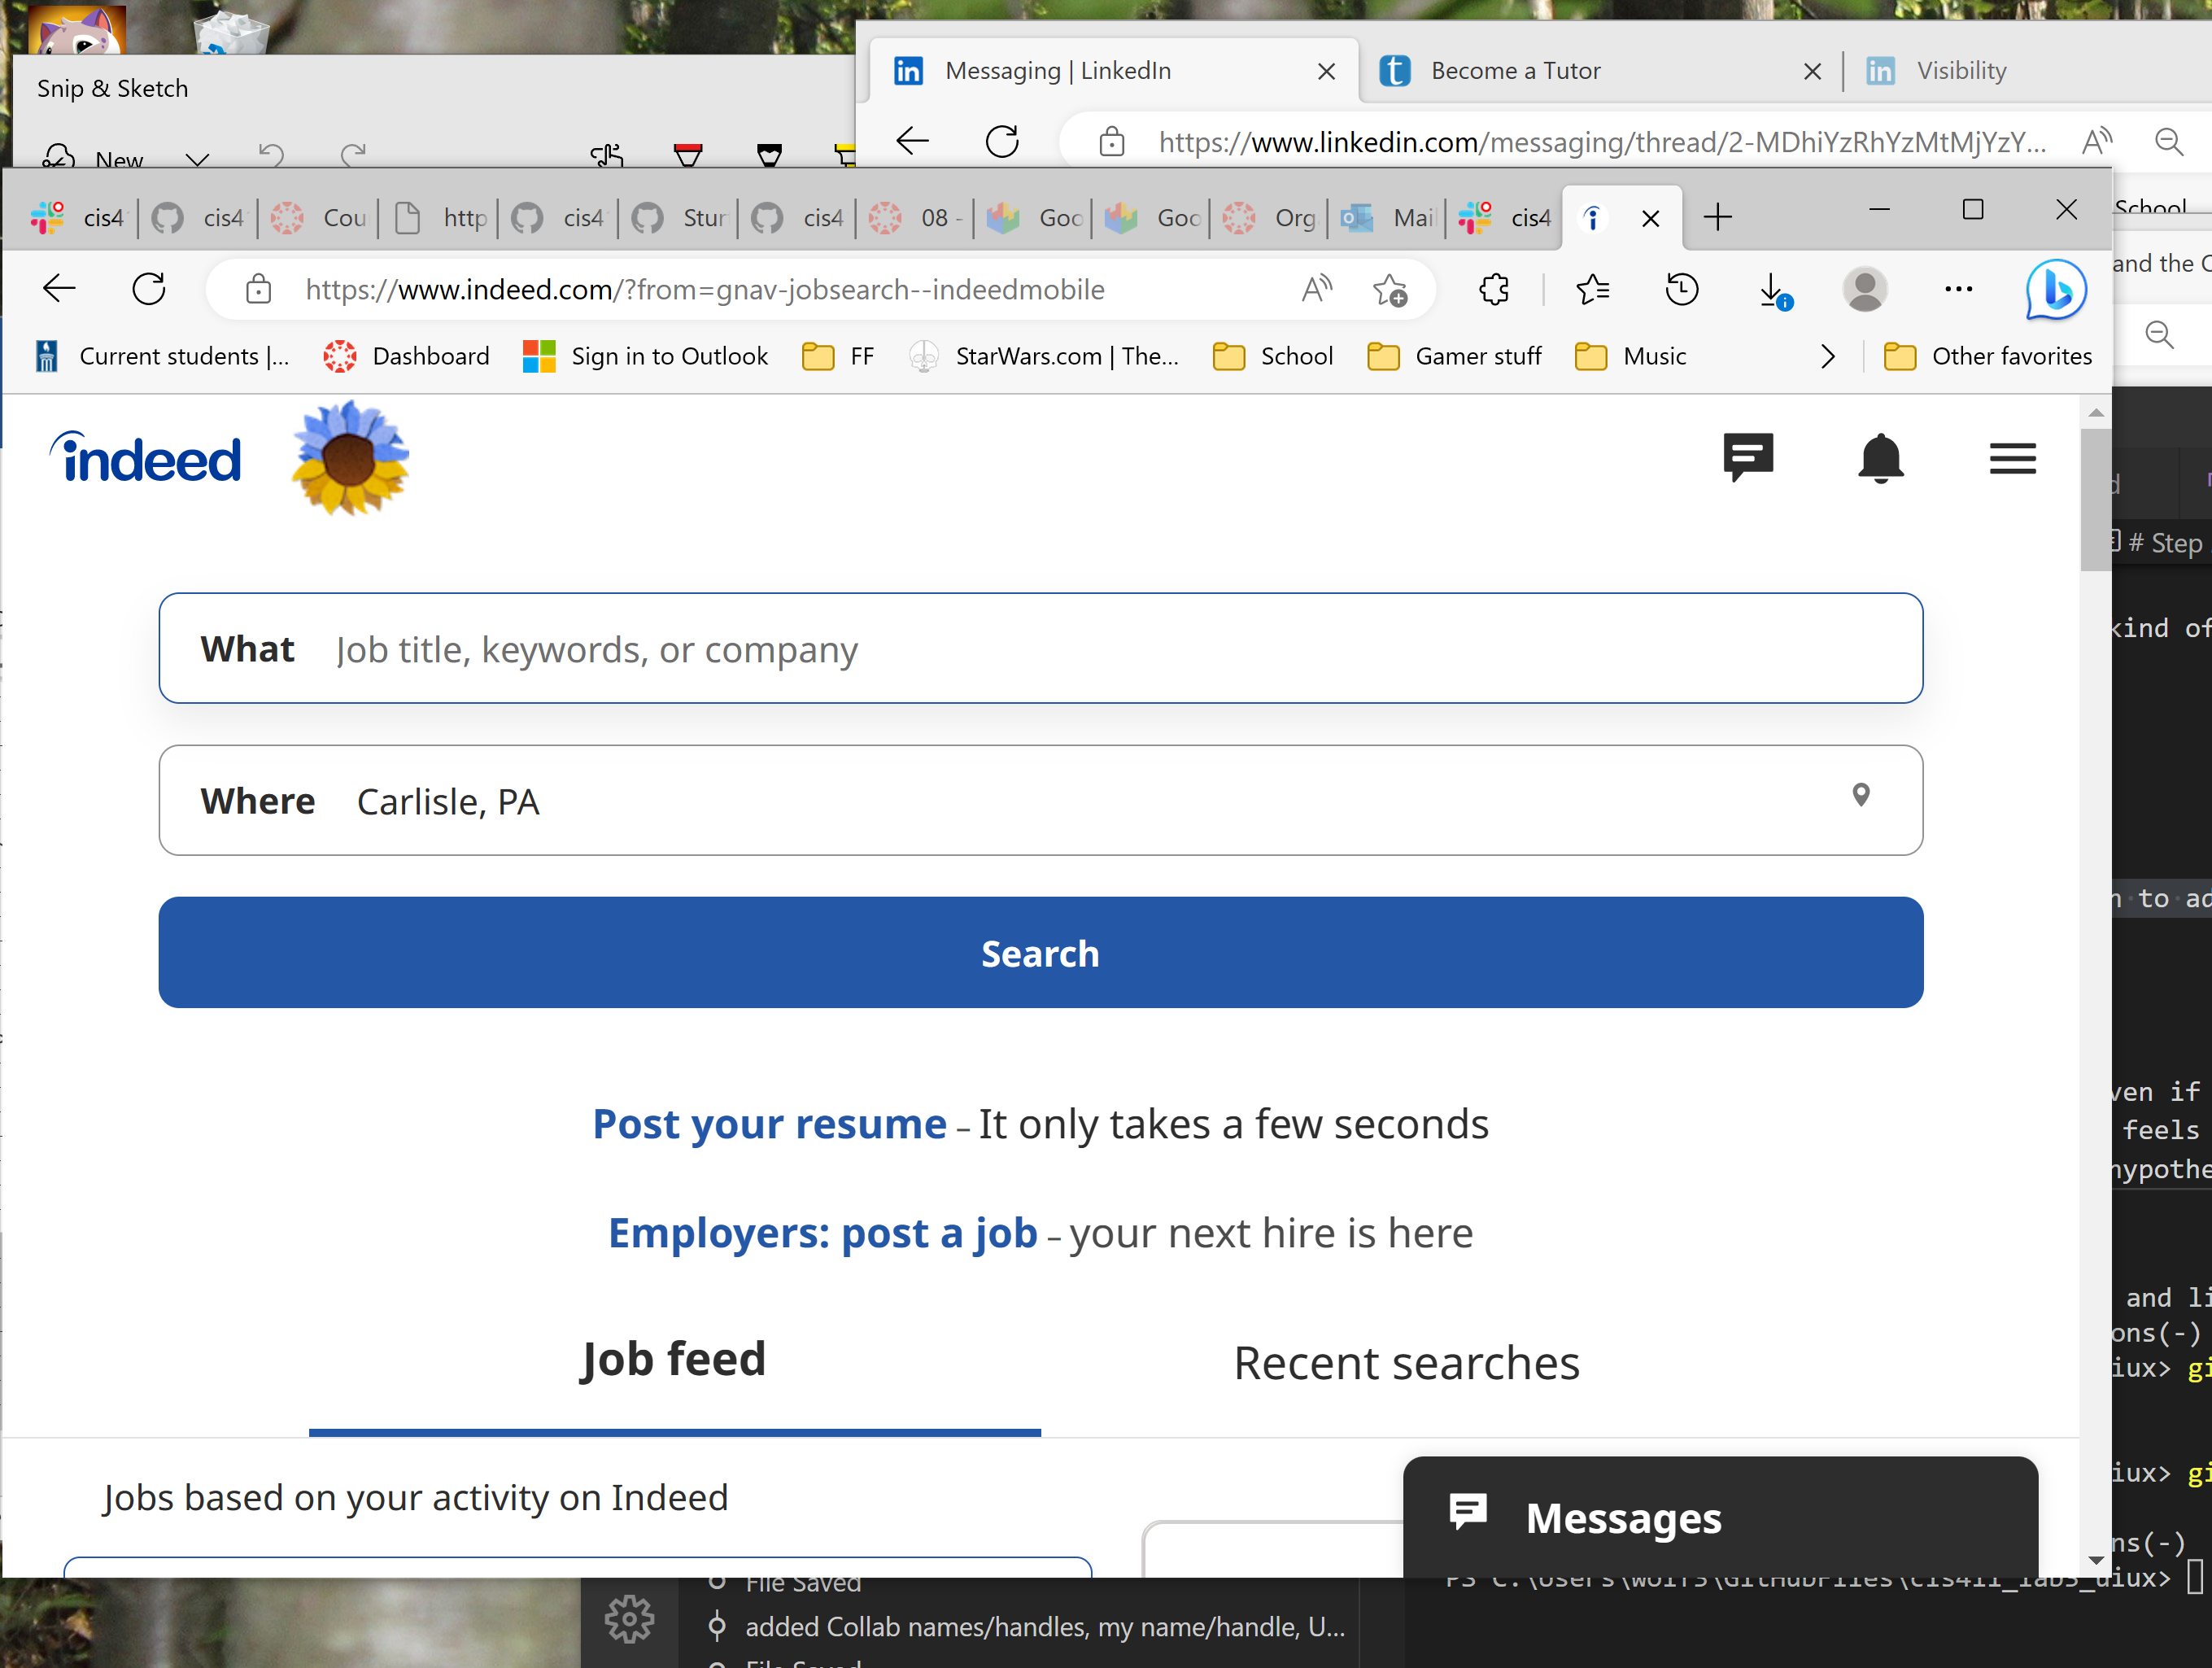 Snip & Sketch
New
Messaging | LinkedIn
Become a Tutor
Visibility
https://www.linkedin.com/messaging/thread/2-MDhiYzRhYzMtMjYzY...
School
cis4
cis4
Cou
http
cis4
Stur
cis4
08 -
Goo
Goo
Org
Mail
cis4
and the
https://www.indeed.com/?from=gnav-jobsearch--indeedmobile
Current students |...
Dashboard
Sign in to Outlook
FF
StarWars.com | The...
School
Gamer stuff
Music
Other favorites
indeed
# Step
What Job title, keywords, or company
kind of
Where Carlisle, PA
to ad
Search
ven if
Post your resume – It only takes a few seconds
feels
hypothe
Employers: post a job – your next hire is here
and li
ons(-)
Job feed
Recent searches
iux> gi
iux> gi
Jobs based on your activity on Indeed
Messages
ns(-)
File Saved
PS C:\Users\wolf3\GitHubFiles\cis411_lab3_uiux>
added Collab names/handles, my name/handle, U...
File Saved